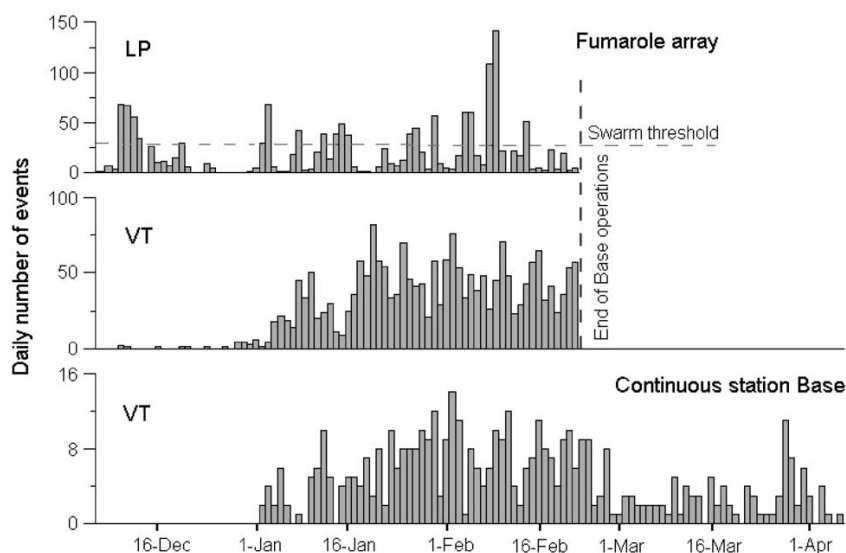 150
LP
Fumarole array
100
50
Swarm threshold
0
100
VT
50
0
End of Base operations
Daily number of events
16
Continuous station Base
VT
8
0
16-Dec 1-Jan 16-Jan 1-Feb 16-Feb 1-Mar 16-Mar 1-Apr